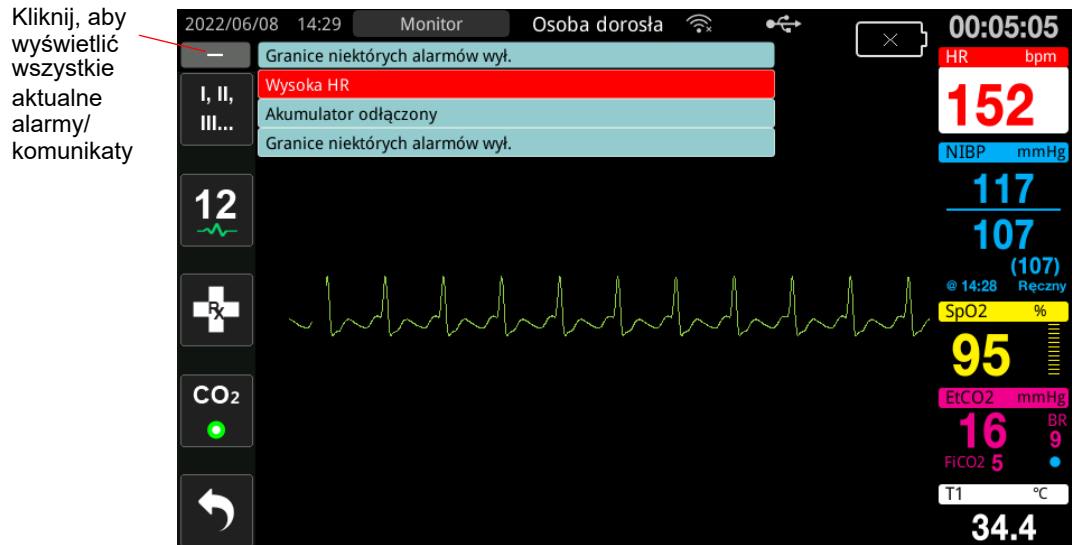 Kliknij, aby
wyświetlić
wszystkie
aktualne
alarmy/
komunikaty
2022/06/08 14:29 Monitor Osoba dorosła 00:05:05
Granice niektórych alarmów wył.
Wysoka HR
Akumulator odłączony
Granice niektórych alarmów wył.
I, II,
III...
12
Rx
CO2
HR bpm
152
NIBP mmHg
117
107
(107)
@ 14:28 Ręczny
SpO2 %
95
EtCO2 mmHg
16 BR
9
FiCO2 5
T1 °C
34.4